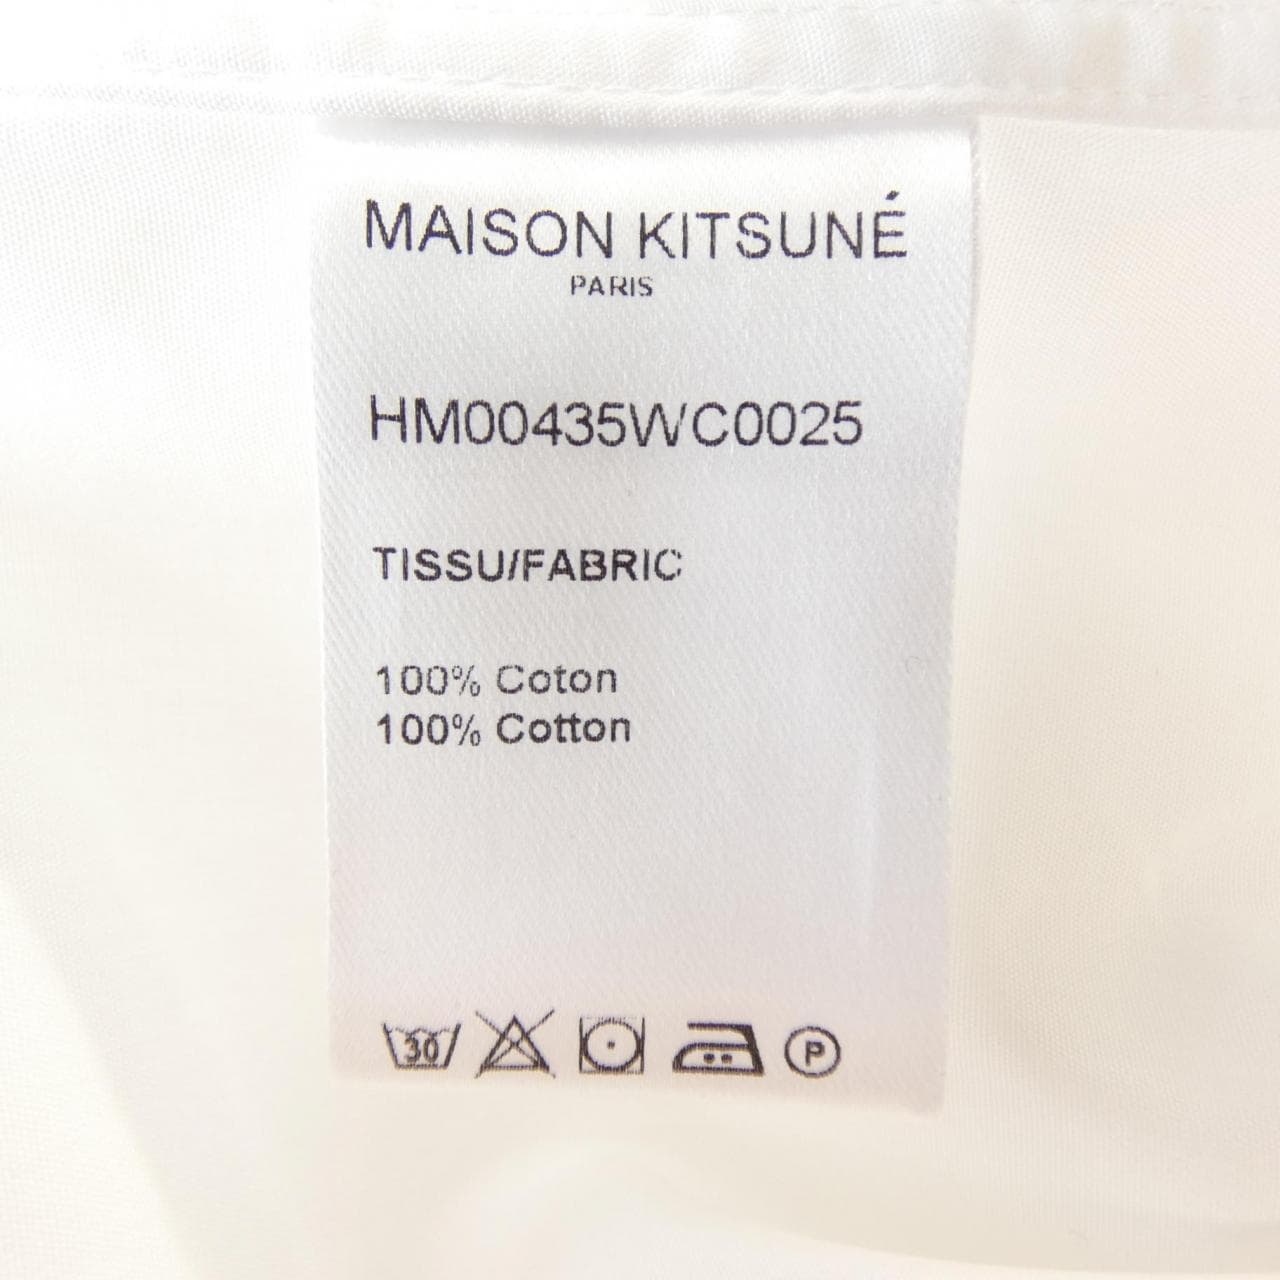 MAISON KITSUNÉ
PARIS
HM00435WC0025
TISSU/FABRIC
100% Coton
100% Cotton
30 P